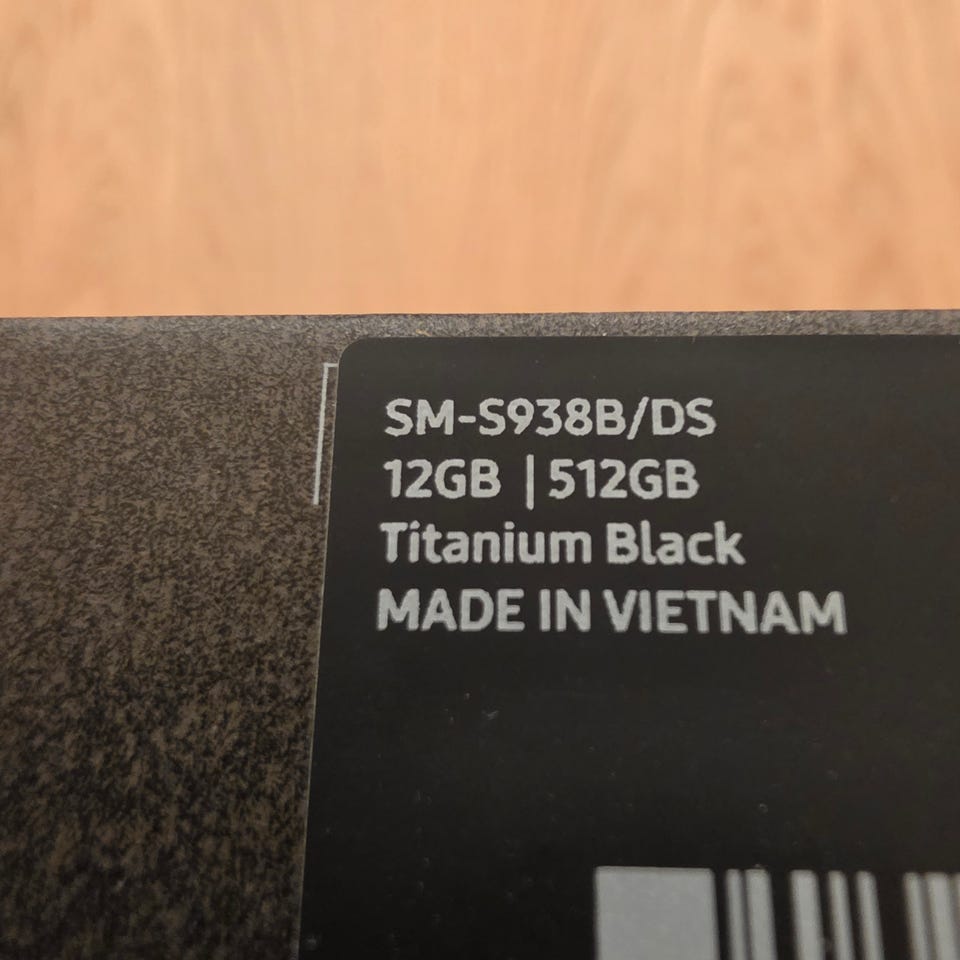 SM-S938B/DS
12GB | 512GB
Titanium Black
MADE IN VIETNAM